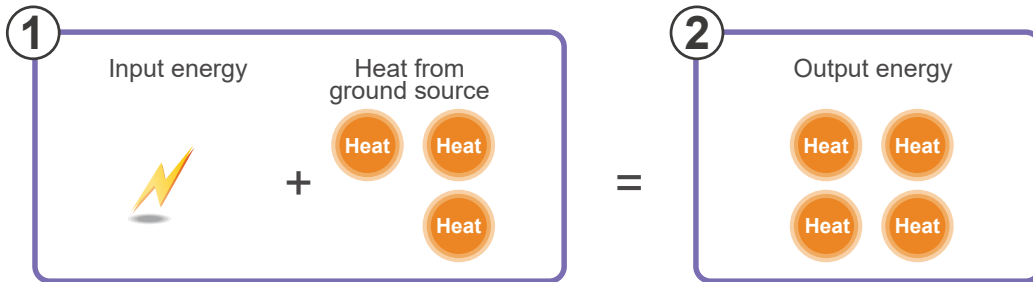 1
Input energy
Heat from
ground source
Heat Heat
Heat
+
=
2
Output energy
Heat Heat
Heat Heat